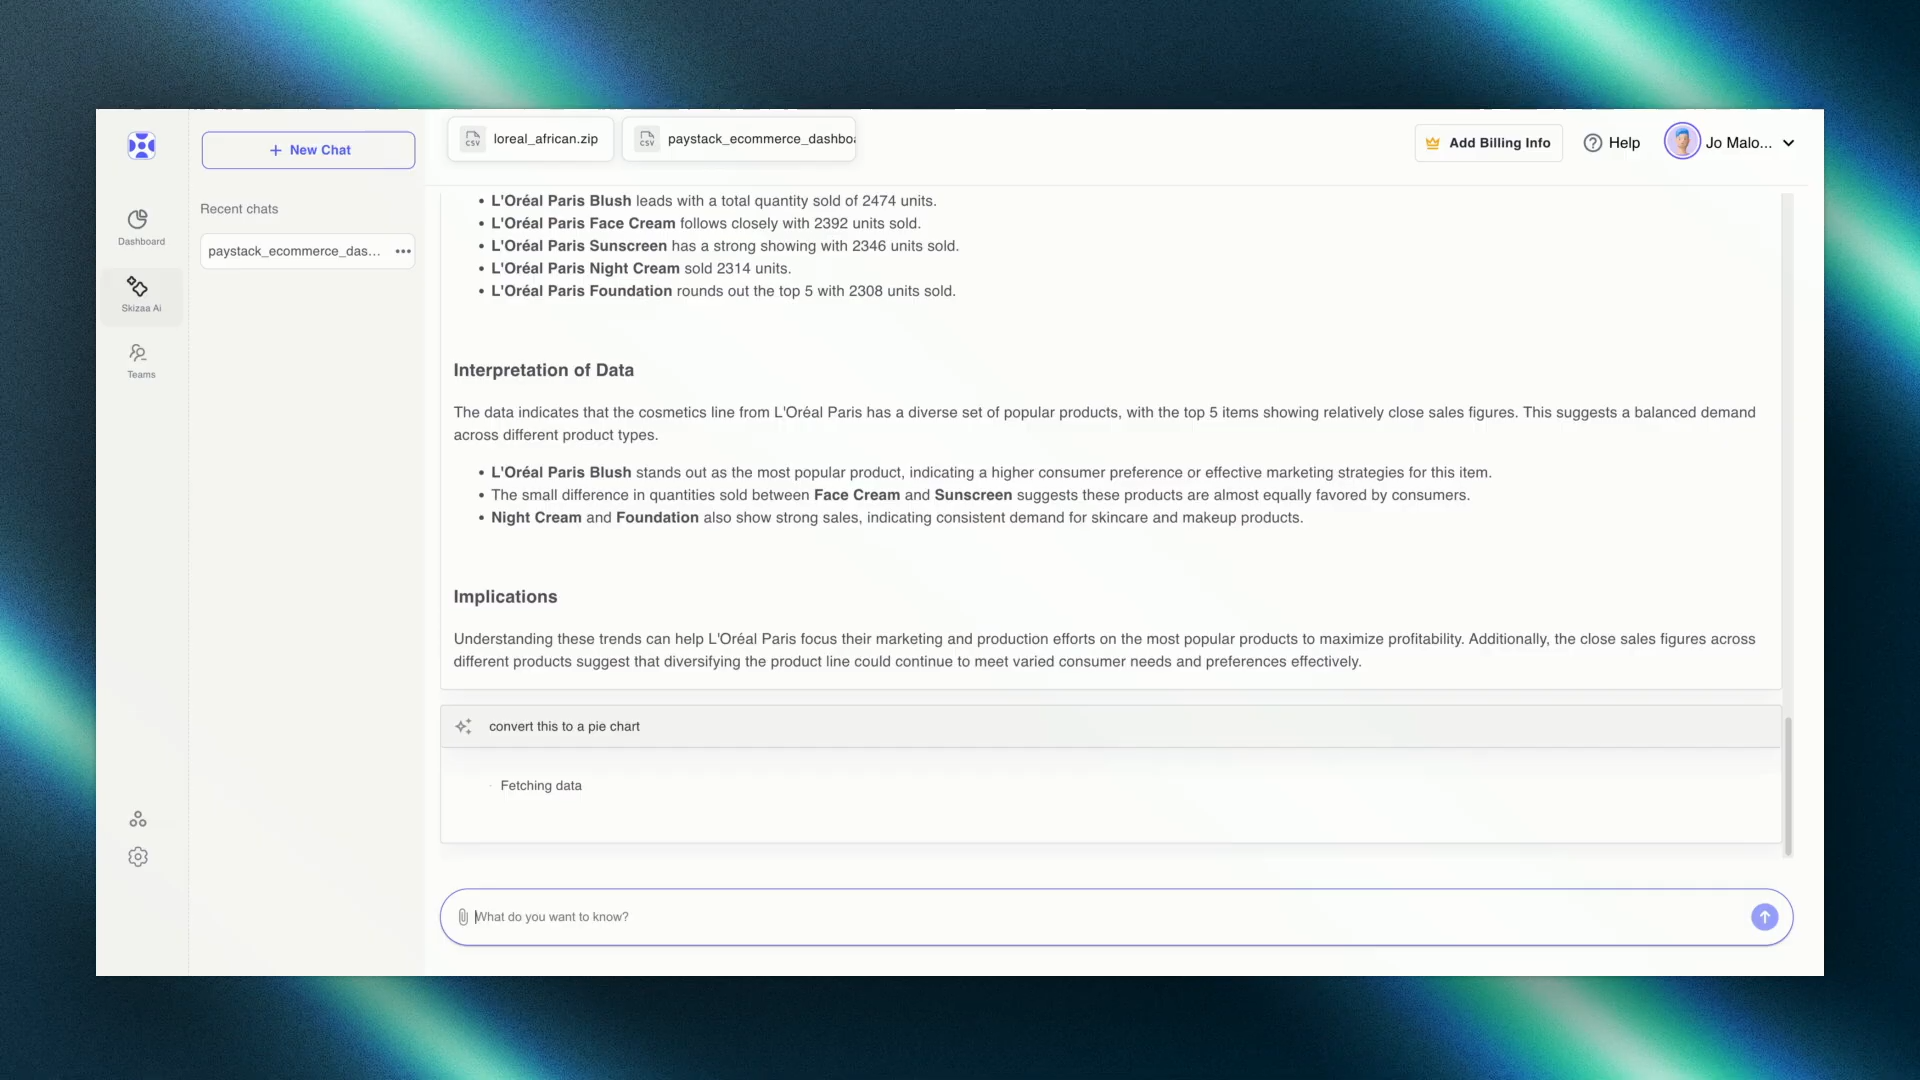 New Chat
Recent chats
paystack_ecommerce_das...
Dashboard
Skizaa Ai
Teams
CSV
loreal_african.zip
CSV
paystack_ecommerce_dashboa
Add Billing Info
Help
Jo Malo...
L'Oréal Paris Blush leads with a total quantity sold of 2474 units.
L'Oréal Paris Face Cream follows closely with 2392 units sold.
L'Oréal Paris Sunscreen has a strong showing with 2346 units sold.
L'Oréal Paris Night Cream sold 2314 units.
L'Oréal Paris Foundation rounds out the top 5 with 2308 units sold.
Interpretation of Data
The data indicates that the cosmetics line from L'Oréal Paris has a diverse set of popular products, with the top 5 items showing relatively close sales figures. This suggests a balanced demand
across different product types.
L'Oréal Paris Blush stands out as the most popular product, indicating a higher consumer preference or effective marketing strategies for this item.
The small difference in quantities sold between Face Cream and Sunscreen suggests these products are almost equally favored by consumers.
Night Cream and Foundation also show strong sales, indicating consistent demand for skincare and makeup products.
Implications
Understanding these trends can help L'Oréal Paris focus their marketing and production efforts on the most popular products to maximize profitability. Additionally, the close sales figures across
different products suggest that diversifying the product line could continue to meet varied consumer needs and preferences effectively.
convert this to a pie chart
Fetching data
What do you want to know?